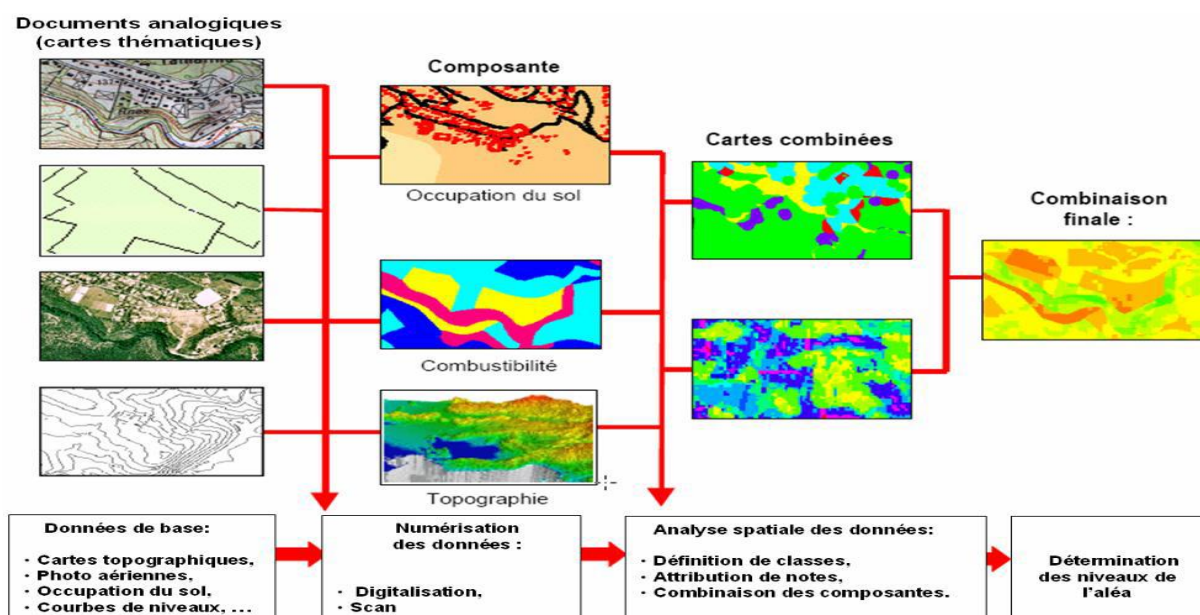 Documents analogiques
(cartes thématiques)
Composante
Occupation du sol
Combustibilité
Topographie
Cartes combinées
Combinaison
finale :
Données de base:
· Cartes topographiques,
· Photo aériennes,
· Occupation du sol,
· Courbes de niveaux, ...
Numérisation
des données :
· Digitalisation,
· Scan
Analyse spatiale des données:
· Définition de classes,
· Attribution de notes,
· Combinaison des composantes.
Détermination
des niveaux de
l'aléa